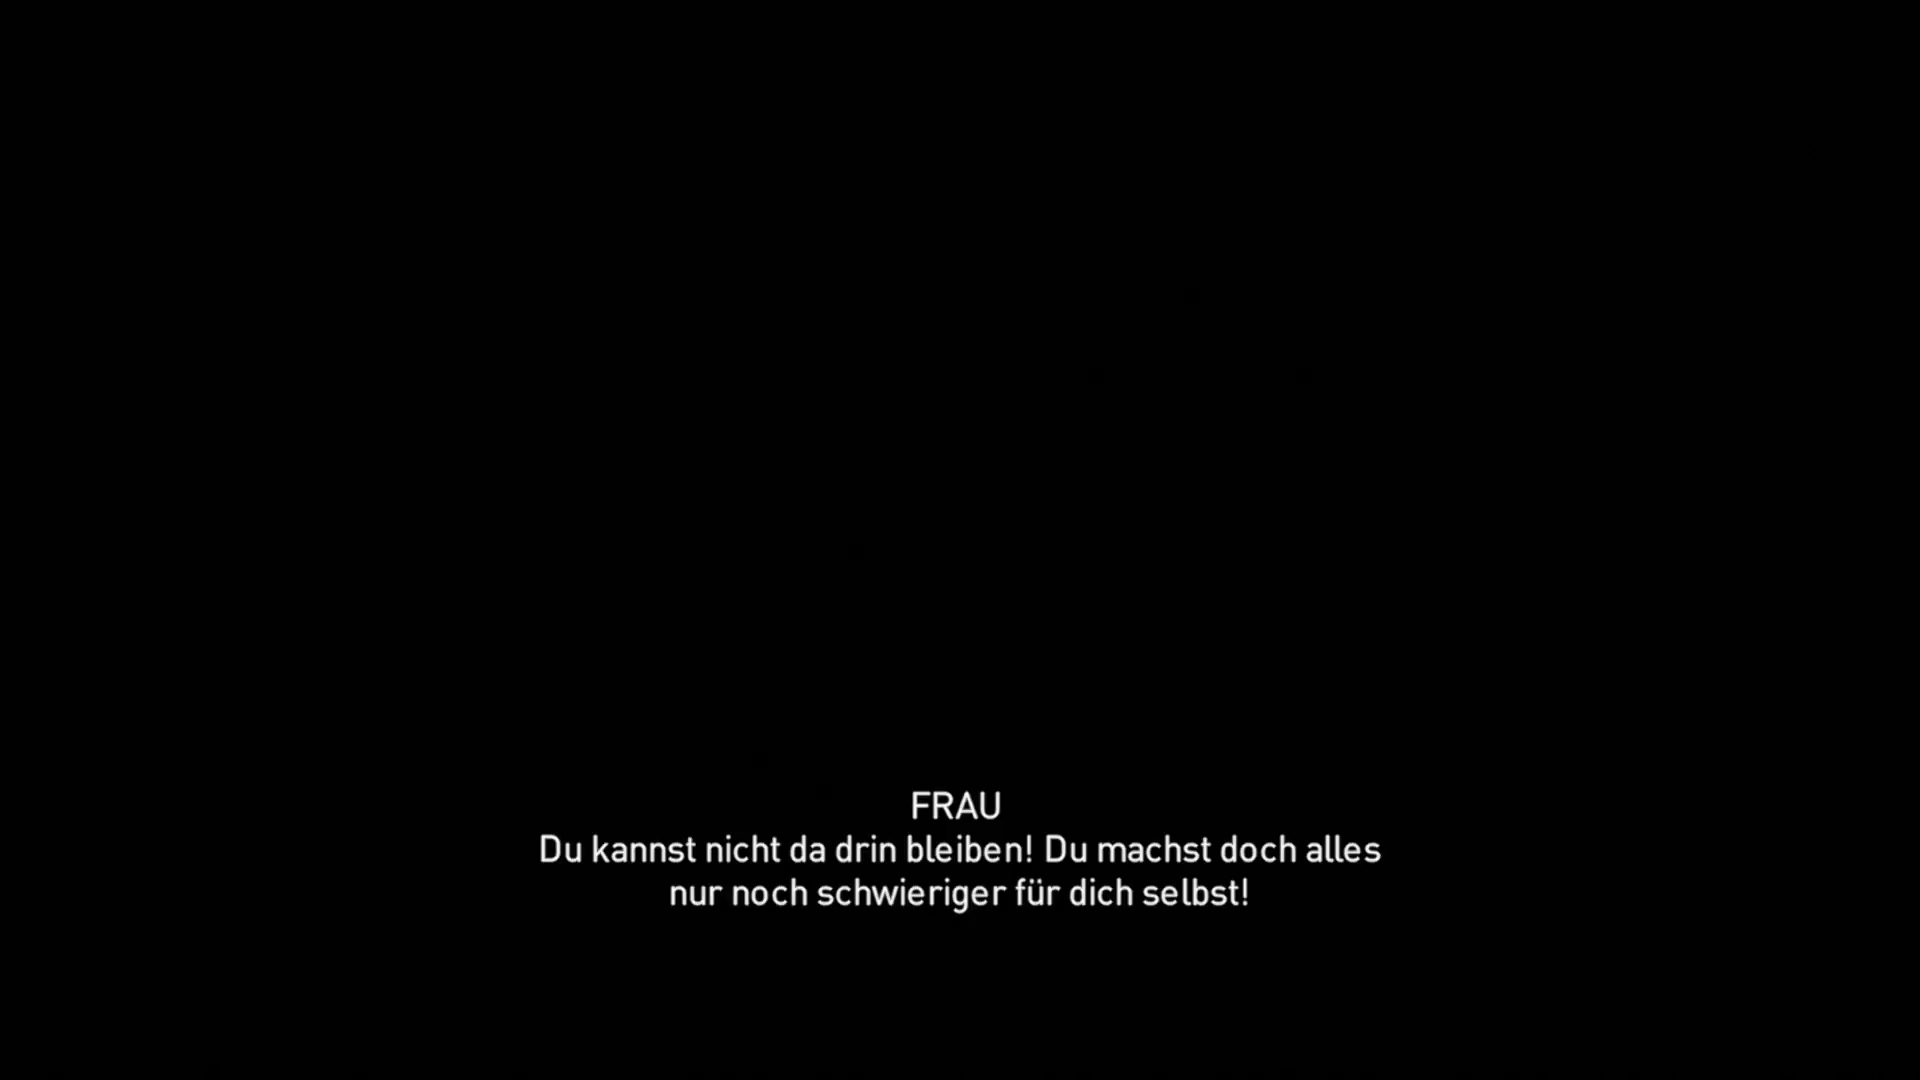 FRAU
Du kannst nicht da drin bleiben! Du machst doch alles
nur noch schwieriger für dich selbst!